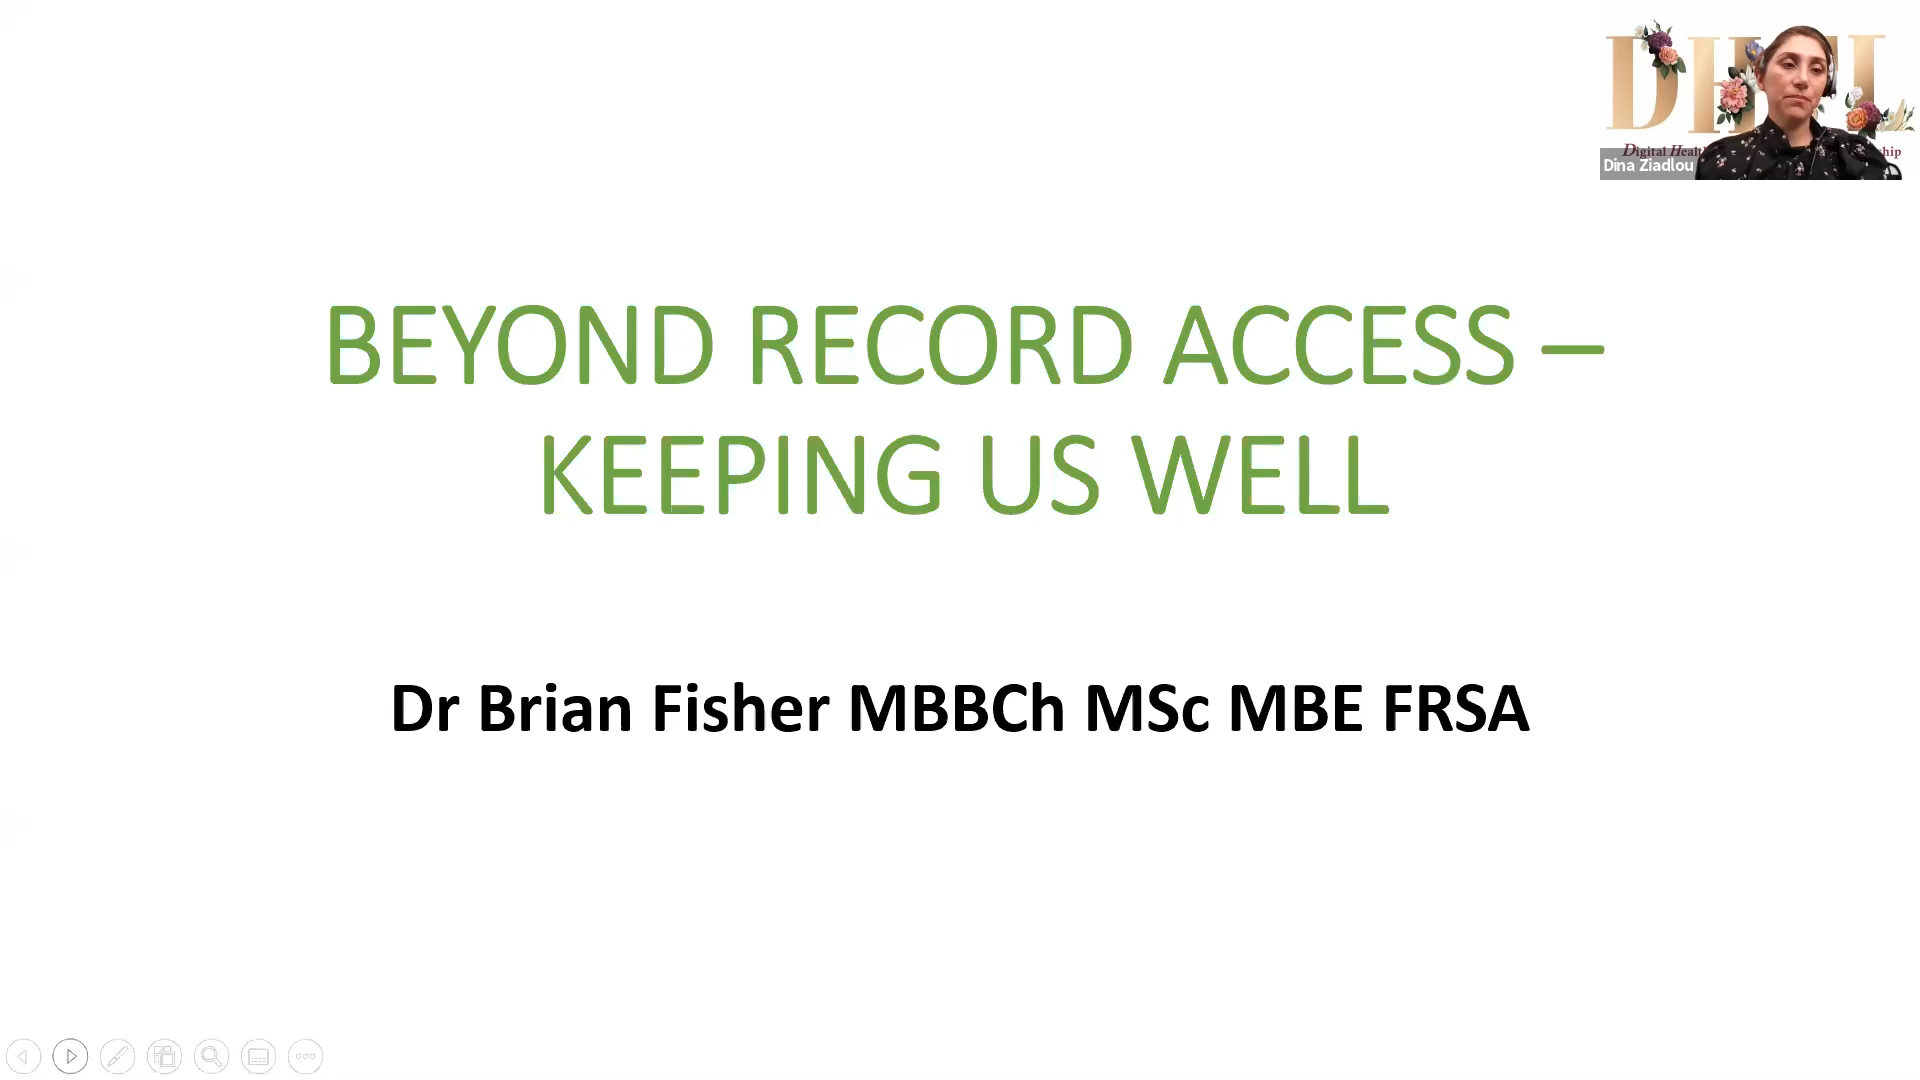 BEYOND RECORD ACCESS –
KEEPING US WELL
Dr Brian Fisher MBBCh MSc MBE FRSA
Dina Ziadlou